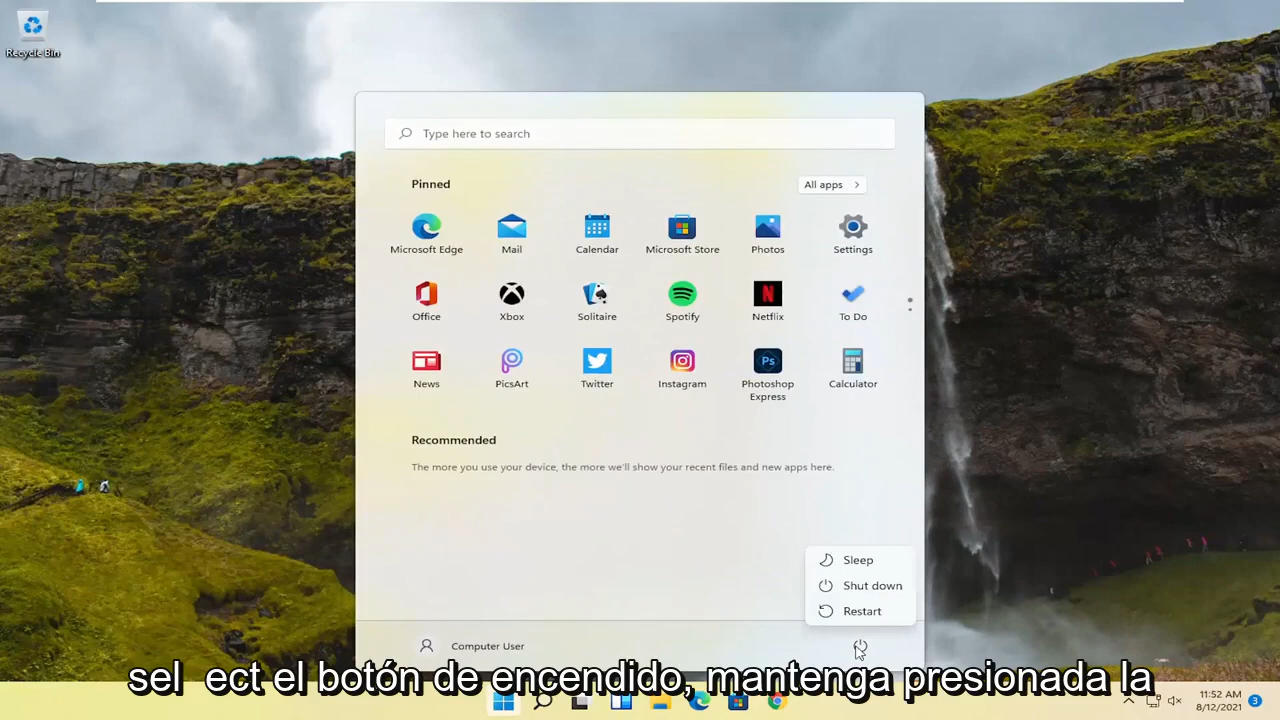 Recycle Bin
Type here to search
Pinned
All apps
Microsoft Edge
Mail
Calendar
Microsoft Store
Photos
Settings
Office
Xbox
Solitaire
Spotify
Netflix
To Do
News
PicsArt
Twitter
Instagram
Photoshop Express
Calculator
Recommended
The more you use your device, the more we'll show your recent files and new apps here.
Sleep
Shut down
Restart
Computer User
sel ect el botón de encendido, mantenga presionada la
11:52 AM
8/12/2021
3